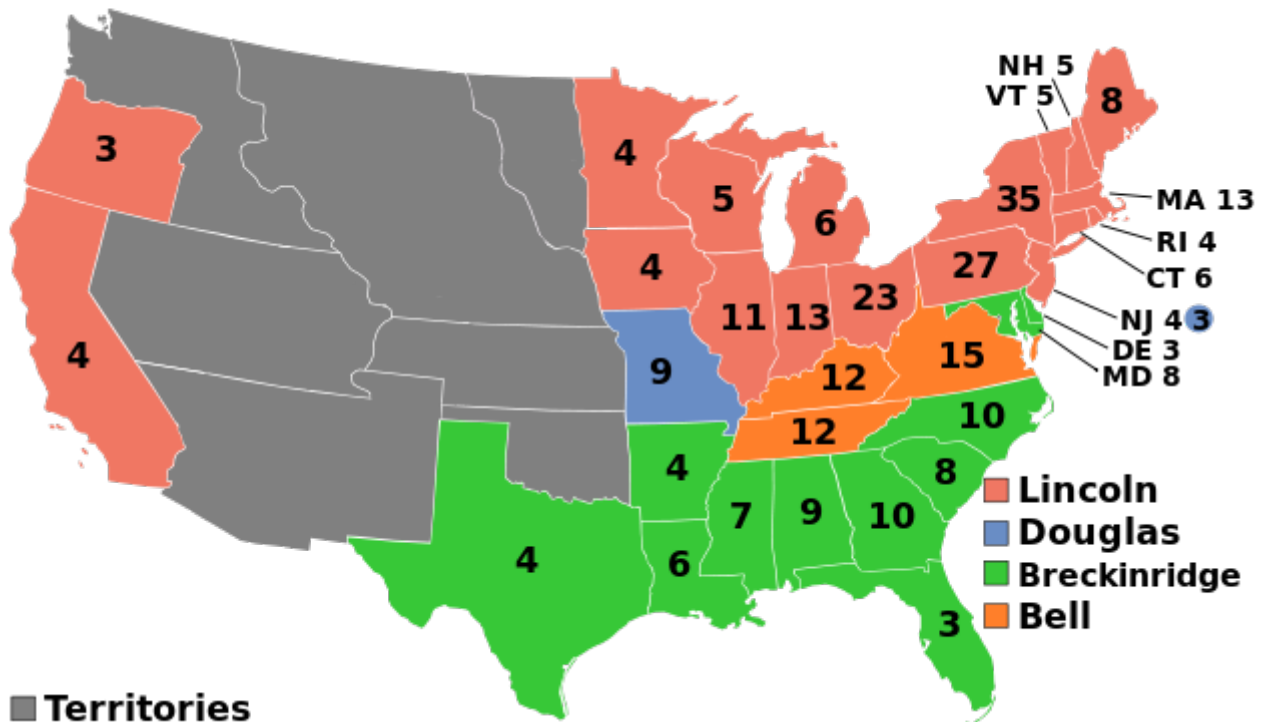 NH 5
VT 5
8
3
4
5
6
35
MA 13
RI 4
CT 6
4
27
11
13
23
NJ 4 3
DE 3
MD 8
4
9
12
15
12
10
4
8
7
9
10
4
6
3
Lincoln
Douglas
Breckinridge
Bell
Territories